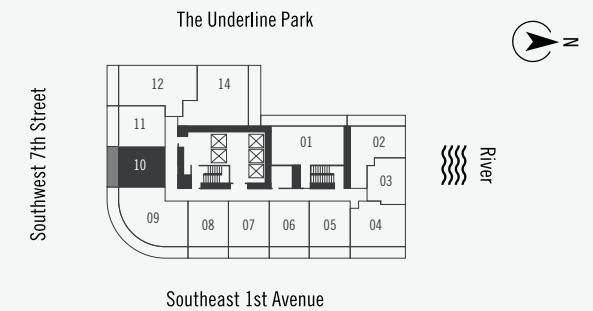 The Underline Park
N
12
14
Southwest 7th Street
11
01
02
10
River
03
09
08
07
06
05
04
Southeast 1st Avenue